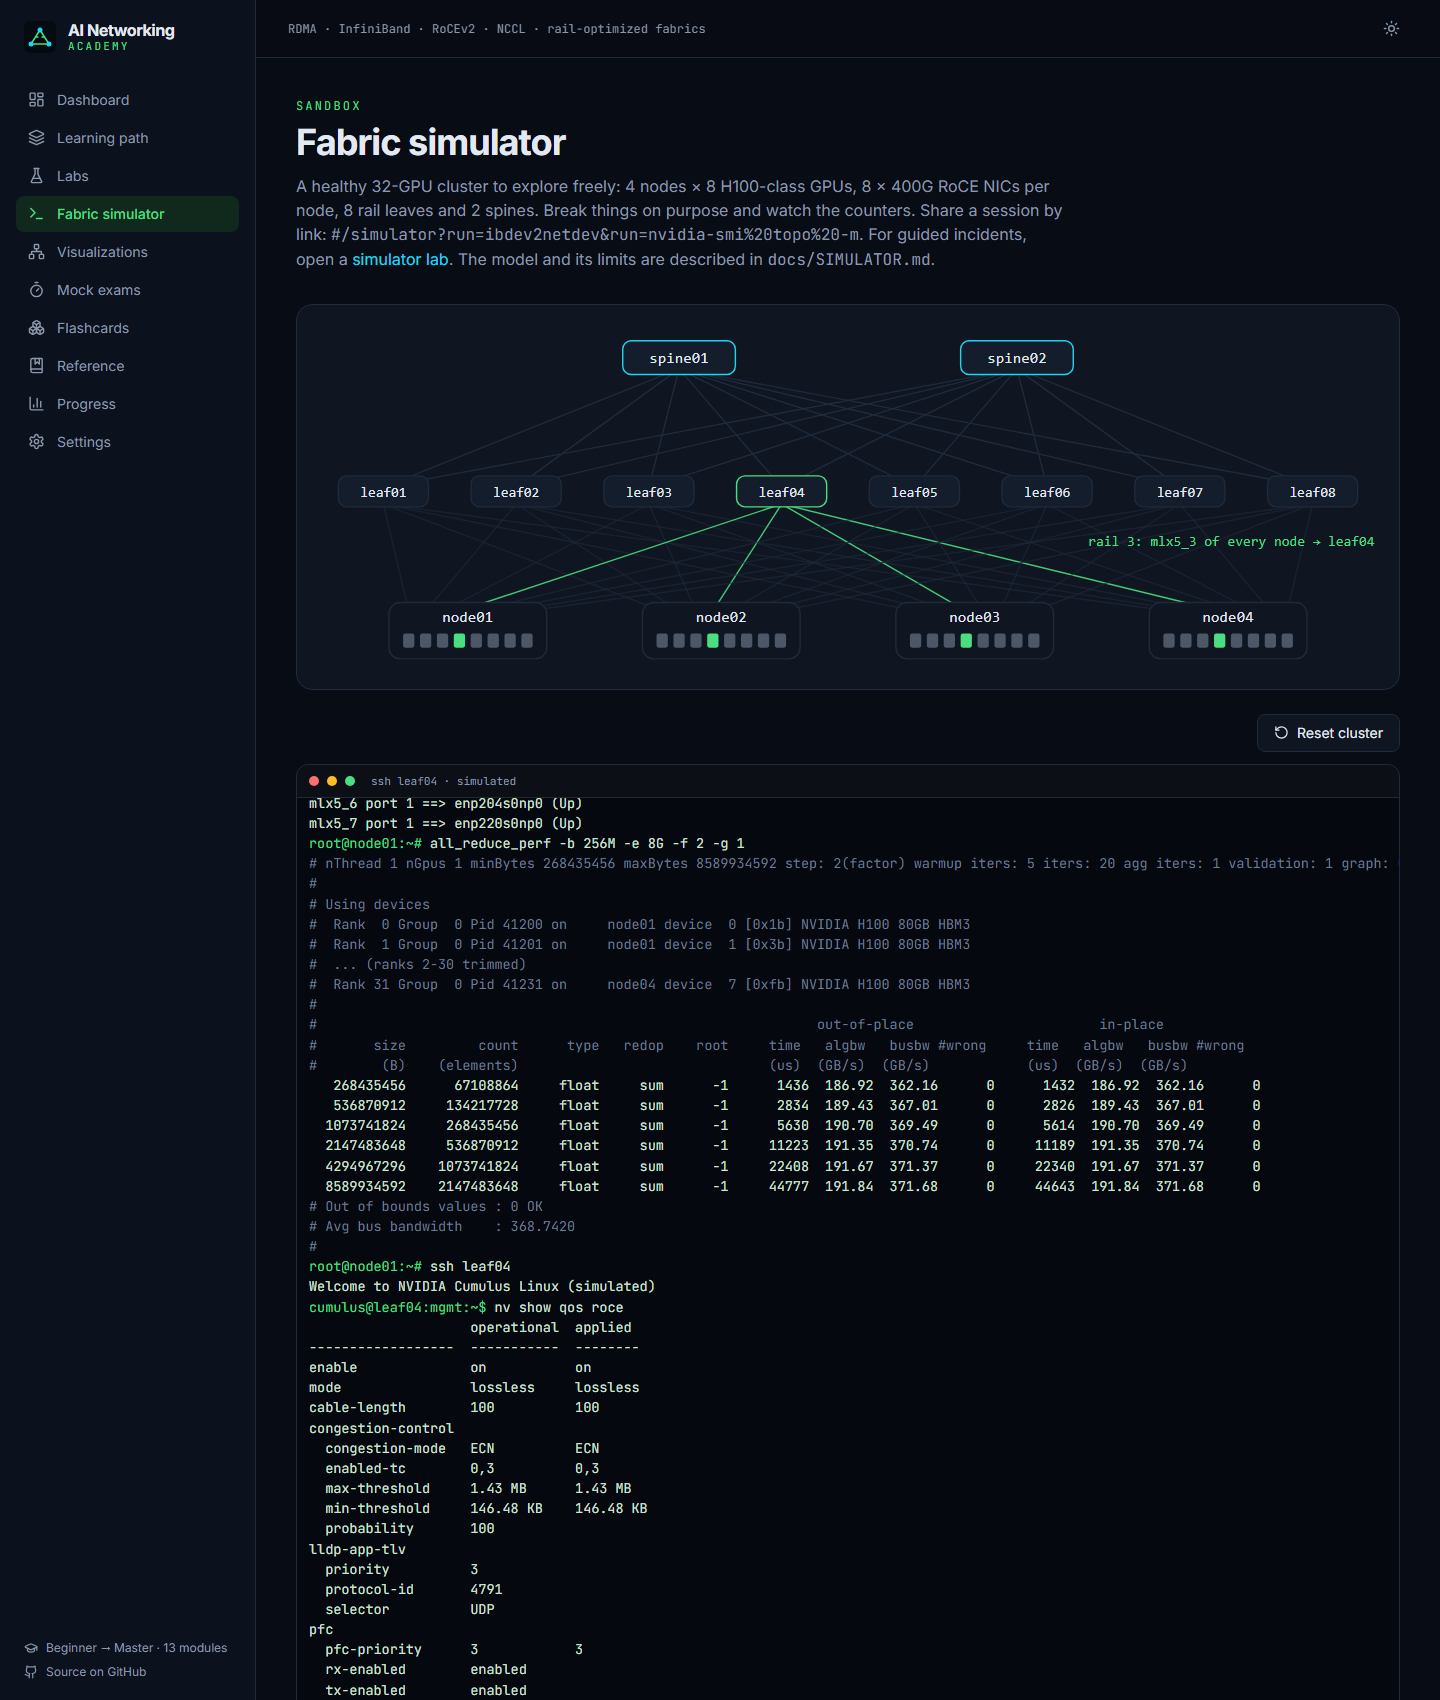 AI Networking
ACADEMY
Dashboard
Learning path
Labs
Fabric simulator
Visualizations
Mock exams
Flashcards
Reference
Progress
Settings
Beginner → Master · 13 modules
Source on GitHub
RDMA · InfiniBand · RoCEv2 · NCCL · rail-optimized fabrics
SANDBOX
Fabric simulator
A healthy 32-GPU cluster to explore freely: 4 nodes × 8 H100-class GPUs, 8 × 400G RoCE NICs per
node, 8 rail leaves and 2 spines. Break things on purpose and watch the counters. Share a session by
link: #/simulator?run=ibdev2netdev&run=nvidia-smi%20topo%20-m. For guided incidents,
open a simulator lab. The model and its limits are described in docs/SIMULATOR.md.
spine01 spine02
leaf01 leaf02 leaf03 leaf04 leaf05 leaf06 leaf07 leaf08
rail 3: mlx5_3 of every node → leaf04
node01 node02 node03 node04
Reset cluster
ssh leaf04 · simulated
mlx5_6 port 1 ==> enp204s0np0 (Up)
mlx5_7 port 1 ==> enp220s0np0 (Up)
root@node01:~# all_reduce_perf -b 256M -e 8G -f 2 -g 1
# nThread 1 nGpus 1 minBytes 268435456 maxBytes 8589934592 step: 2(factor) warmup iters: 5 iters: 20 agg iters: 1 validation: 1 graph:
#
# Using devices
#  Rank  0 Group  0 Pid 41200 on     node01 device  0 [0x1b] NVIDIA H100 80GB HBM3
#  Rank  1 Group  0 Pid 41201 on     node01 device  1 [0x3b] NVIDIA H100 80GB HBM3
#  ... (ranks 2-30 trimmed)
#  Rank 31 Group  0 Pid 41231 on     node04 device  7 [0xfb] NVIDIA H100 80GB HBM3
#
#                                                              out-of-place                       in-place
#       size         count      type   redop    root     time   algbw   busbw #wrong     time   algbw   busbw #wrong
#        (B)    (elements)                               (us)  (GB/s)  (GB/s)            (us)  (GB/s)  (GB/s)
   268435456      67108864     float     sum      -1      1436  186.92  362.16       0      1432  186.92  362.16       0
   536870912     134217728     float     sum      -1      2834  189.43  367.01       0      2826  189.43  367.01       0
  1073741824     268435456     float     sum      -1      5630  190.70  369.49       0      5614  190.70  369.49       0
  2147483648     536870912     float     sum      -1     11223  191.35  370.74       0     11189  191.35  370.74       0
  4294967296    1073741824     float     sum      -1     22408  191.67  371.37       0     22340  191.67  371.37       0
  8589934592    2147483648     float     sum      -1     44777  191.84  371.68       0     44643  191.84  371.68       0
# Out of bounds values : 0 OK
# Avg bus bandwidth    : 368.7420
#
root@node01:~# ssh leaf04
Welcome to NVIDIA Cumulus Linux (simulated)
cumulus@leaf04:mgmt:~$ nv show qos roce
                    operational  applied
------------------  -----------  --------
enable              on           on
mode                lossless     lossless
cable-length        100          100
congestion-control
  congestion-mode   ECN          ECN
  enabled-tc        0,3          0,3
  max-threshold     1.43 MB      1.43 MB
  min-threshold     146.48 KB    146.48 KB
  probability       100
lldp-app-tlv
  priority          3
  protocol-id       4791
  selector          UDP
pfc
  pfc-priority      3            3
  rx-enabled        enabled
  tx-enabled        enabled